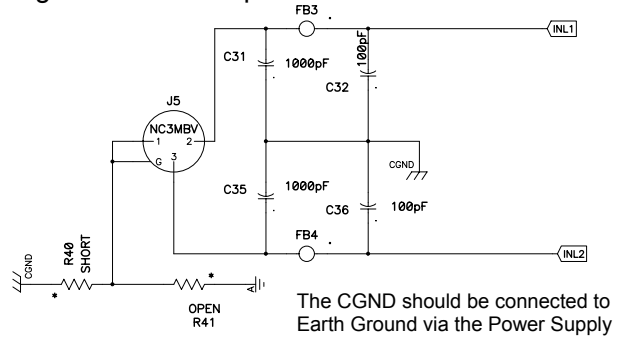 FB3
INL1
C31
1000pF
100pF
C32
J5
NC3MBV
1
2
G
3
CGND
C35
1000pF
C36
100pF
FB4
INL2
CGND
R40
SHORT
*
*
A
OPEN
R41
The CGND should be connected to
Earth Ground via the Power Supply